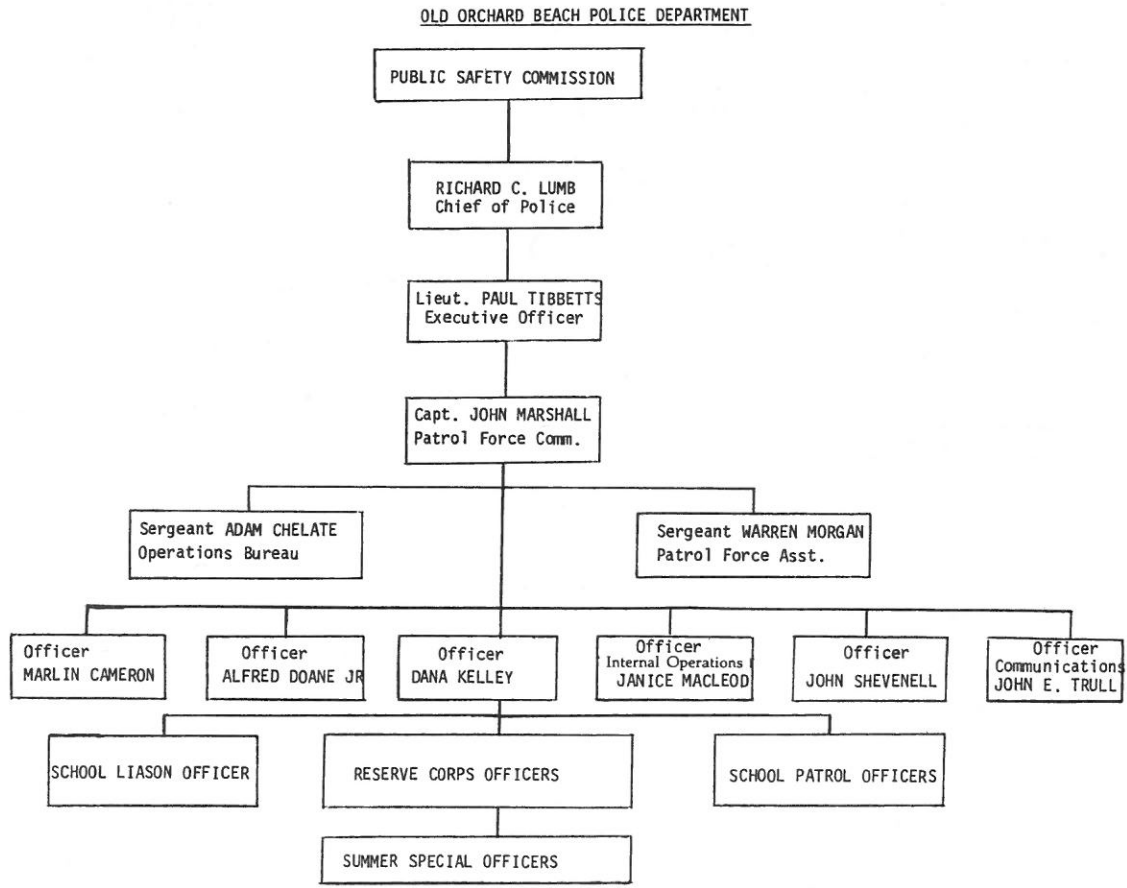 OLD ORCHARD BEACH POLICE DEPARTMENT
PUBLIC SAFETY COMMISSION
RICHARD C. LUMB
Chief of Police
Lieut. PAUL TIBBETTS
Executive Officer
Capt. JOHN MARSHALL
Patrol Force Comm.
Sergeant ADAM CHELATE
Operations Bureau
Sergeant WARREN MORGAN
Patrol Force Asst.
Officer
MARLIN CAMERON
Officer
ALFRED DOANE JR
Officer
DANA KELLEY
Officer
Internal Operations
JANICE MACLEOD
Officer
JOHN SHEVENELL
Officer
Communications
JOHN E. TRULL
SCHOOL LIASON OFFICER
RESERVE CORPS OFFICERS
SCHOOL PATROL OFFICERS
SUMMER SPECIAL OFFICERS